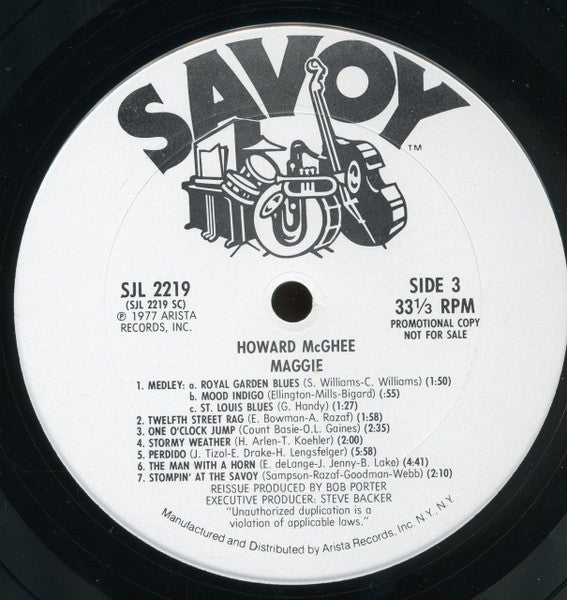 SAVOY
TM
SJL 2219
(SJL 2219 SC)
℗ 1977 ARISTA
RECORDS, INC.
SIDE 3
33⅓ RPM
PROMOTIONAL COPY
NOT FOR SALE
HOWARD McGHEE
MAGGIE
1. MEDLEY: a. ROYAL GARDEN BLUES (S. Williams-C. Williams) (1:50)
b. MOOD INDIGO (Ellington-Mills-Bigard) (:55)
c. ST. LOUIS BLUES (G. Handy) (1:27)
2. TWELFTH STREET RAG (E. Bowman-A. Razaf) (1:58)
3. ONE O'CLOCK JUMP (Count Basie-O.L. Gaines) (2:35)
4. STORMY WEATHER (H. Arlen-T. Koehler) (2:00)
5. PERDIDO (J. Tizol-E. Drake-H. Lengsfelger) (5:58)
6. THE MAN WITH A HORN (E. deLange-J. Jenny-B. Lake) (4:41)
7. STOMPIN' AT THE SAVOY (Sampson-Razaf-Goodman-Webb) (2:10)
REISSUE PRODUCED BY BOB PORTER
EXECUTIVE PRODUCER: STEVE BACKER
"Unauthorized duplication is a
violation of applicable laws."
Manufactured and Distributed by Arista Records, Inc. N.Y., N.Y.